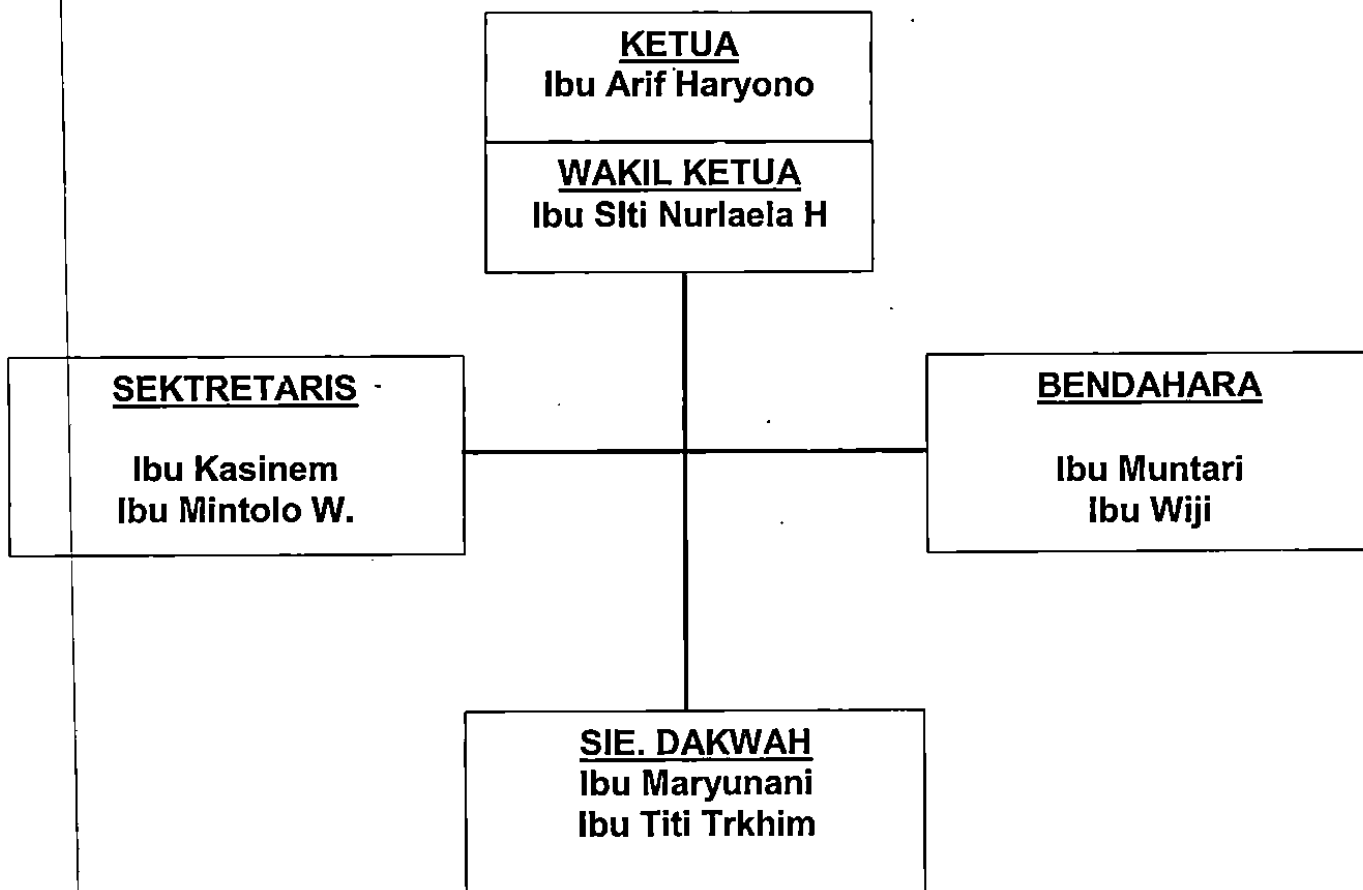 KETUA
Ibu Arif Haryono
WAKIL KETUA
Ibu SIti Nurlaela H
SEKTRETARIS
Ibu Kasinem
Ibu Mintolo W.
BENDAHARA
Ibu Muntari
Ibu Wiji
SIE. DAKWAH
Ibu Maryunani
Ibu Titi Trkhim